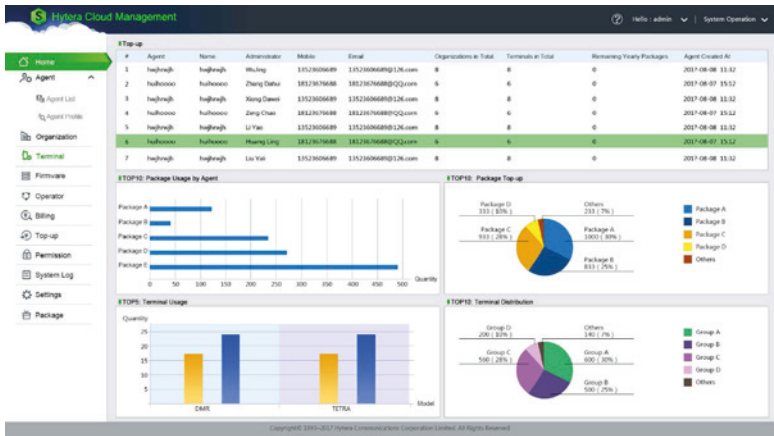 Hytera Cloud Management
Hello : admin
System Operation
Home
Agent
Agent List
Agent Profile
Organization
Terminal
Firmware
Operator
Billing
Top-up
Permission
System Log
Settings
Package
Top-up
# Agent Name Administrator Mobile Email Organizations in Total Terminals in Total Remaining Yearly Packages Agent Created At
1 hwjhnwjh hwjhnwjh WuJing 13523606689 13523606689@126.com 8 8 0 2017-08-08 11:32
2 huihoooo huihoooo Zhang Dahui 18123676688 18123676688@QQ.com 6 6 0 2017-08-07 15:12
3 hwjhnwjh hwjhnwjh Xiong Dawei 13523606689 13523606689@126.com 8 8 0 2017-08-08 11:32
4 huihoooo huihoooo Zeng Chao 18123676688 18123676688@QQ.com 6 6 0 2017-08-07 15:12
5 hwjhnwjh hwjhnwjh Li Yao 13523606689 13523606689@126.com 8 8 0 2017-08-08 11:32
6 huihoooo huihoooo Huang Ling 18123676688 18123676688@QQ.com 6 6 0 2017-08-07 15:12
7 hwjhnwjh hwjhnwjh Liu Yan 13523606689 13523606689@126.com 8 8 0 2017-08-08 11:32
TOP10: Package Usage by Agent
Package A
Package B
Package C
Package D
Package E
0 50 100 150 200 250 300 350 400 450 500
Quantity
TOP10: Package Top-up
Package D
333 ( 10% )
Others
233 ( 7% )
Package C
933 ( 28% )
Package A
1000 ( 30% )
Package B
833 ( 25% )
Package A
Package B
Package C
Package D
Others
TOP5: Terminal Usage
Quantity
25
20
15
10
5
DMR
TETRA
Model
TOP10: Terminal Distribution
Group D
200 ( 10% )
Others
140 ( 7% )
Group C
560 ( 28% )
Group A
600 ( 30% )
Group B
500 ( 25% )
Group A
Group B
Group C
Group D
Others
Copyright© 1993-2017 Hytera Communications Corporation Limited. All Rights Reserved